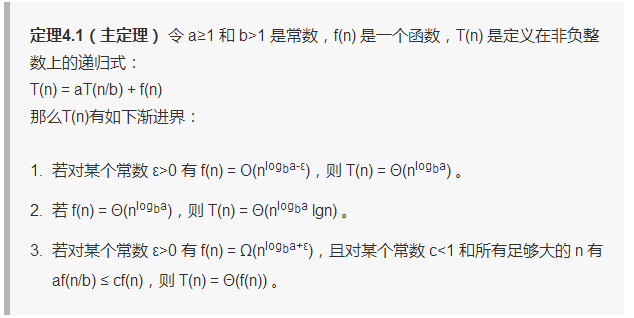 定理4.1（主定理） 令 a≥1 和 b>1 是常数，f(n) 是一个函数，T(n) 是定义在非负整
数上的递归式：
T(n) = aT(n/b) + f(n)
那么T(n)有如下渐进界：
1. 若对某个常数 ε>0 有 f(n) = O(n^(log_b a-ε))，则 T(n) = Θ(n^(log_b a)) 。
2. 若 f(n) = Θ(n^(log_b a))，则 T(n) = Θ(n^(log_b a) lgn) 。
3. 若对某个常数 ε>0 有 f(n) = Ω(n^(log_b a+ε))，且对某个常数 c<1 和所有足够大的 n 有
af(n/b) ≤ cf(n)，则 T(n) = Θ(f(n)) 。